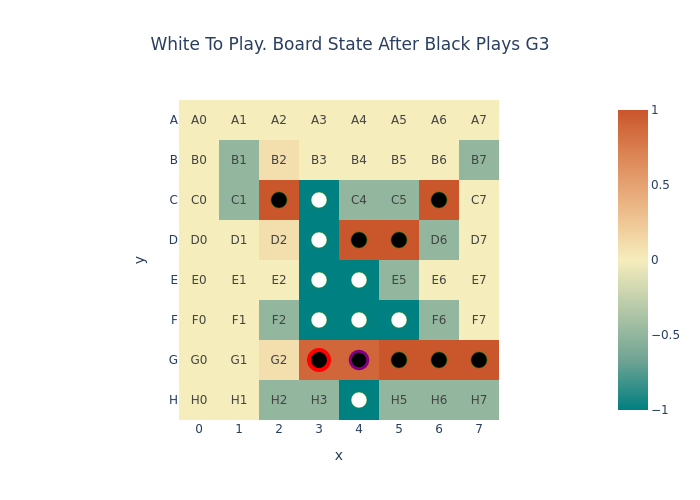 White To Play. Board State After Black Plays G3
A A0 A1 A2 A3 A4 A5 A6 A7
B B0 B1 B2 B3 B4 B5 B6 B7
C C0 C1 C4 C5 C7
D D0 D1 D2 D6 D7
E E0 E1 E2 E5 E6 E7
F F0 F1 F2 F6 F7
G G0 G1 G2
H H0 H1 H2 H3 H5 H6 H7
0 1 2 3 4 5 6 7
x
y
1
0.5
0
−0.5
−1